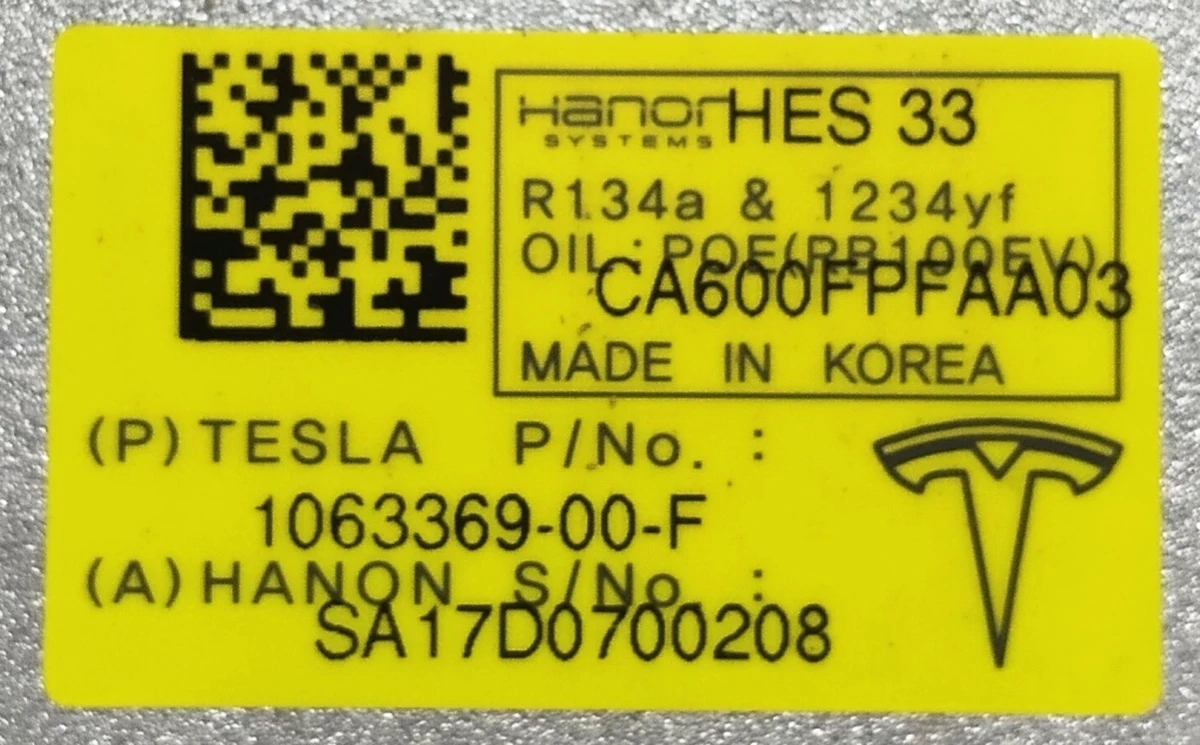 Hanon HES 33
SYSTEMS
R134a & 1234yf
OIL : POE(RB100EV)
CA600FPFAA03
MADE IN KOREA
(P) TESLA P/No. :
1063369-00-F
(A) HANON S/No. :
SA17D0700208